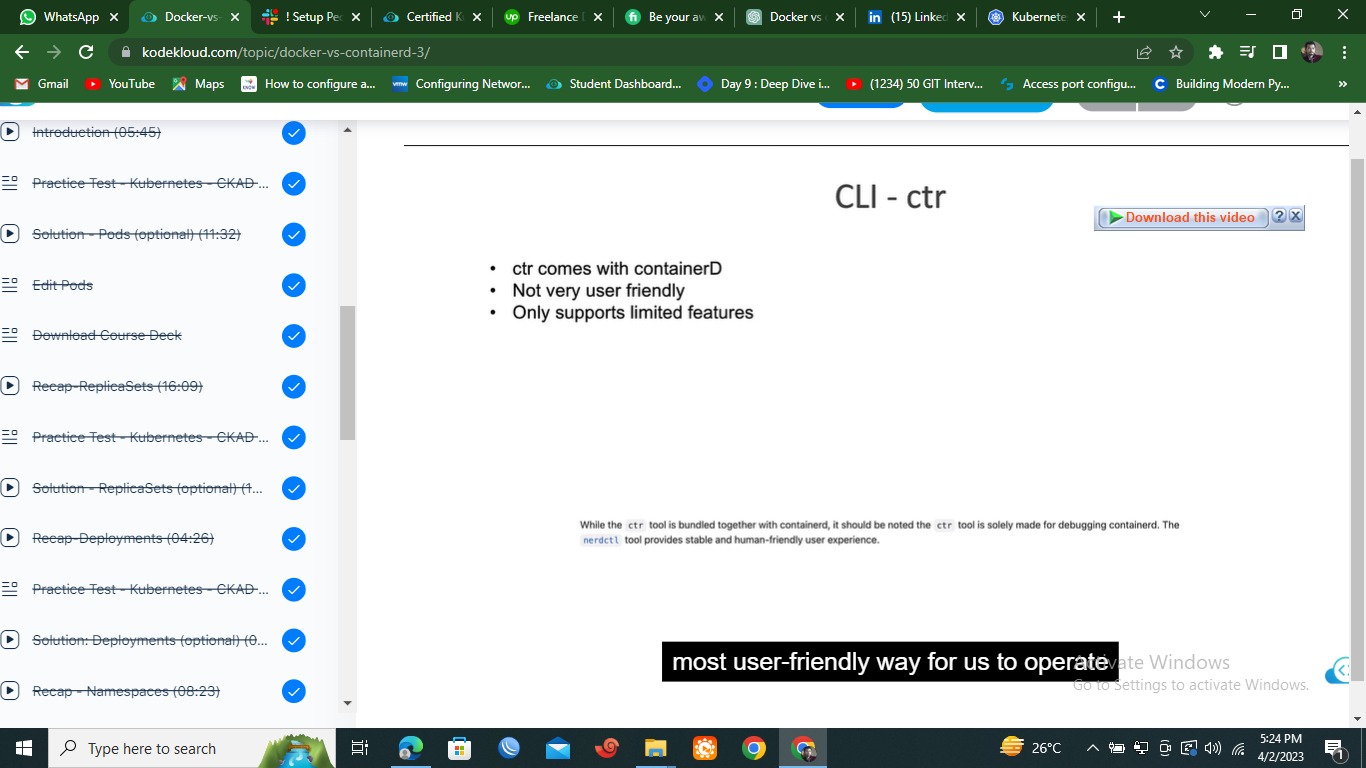 WhatsApp
Docker-vs-
! Setup Pe
Certified K
Freelance
Be your
Docker vs
(15) Linked
Kubernete
kodekloud.com/topic/docker-vs-containerd-3/
Gmail
YouTube
Maps
How to configure a...
Configuring Networ...
Student Dashboard...
Day 9 : Deep Dive i...
(1234) 50 GIT Interv...
Access port configu...
Building Modern Py...
»
Introduction (05:45)
Practice Test - Kubernetes - CKAD ...
Solution - Pods (optional) (11:32)
Edit Pods
Download Course Deck
Recap-ReplicaSets (16:09)
Practice Test - Kubernetes - CKAD ...
Solution - ReplicaSets (optional) (1...
Recap-Deployments (04:26)
Practice Test - Kubernetes - CKAD ...
Solution: Deployments (optional) (0...
Recap - Namespaces (08:23)
CLI - ctr
Download this video
? X
• ctr comes with containerD
• Not very user friendly
• Only supports limited features
While the ctr tool is bundled together with containerd, it should be noted the ctr tool is solely made for debugging containerd. The
nerdctl tool provides stable and human-friendly user experience.
most user-friendly way for us to operate
Activate Windows
Go to Settings to activate Windows.
Type here to search
26°C
5:24 PM
4/2/2023
1